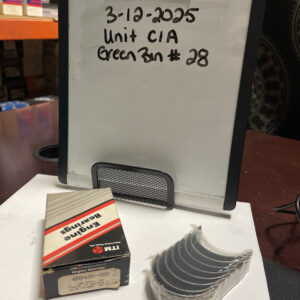 3-12-2025
Unit C1A
Green Bin # 28
ITM
Engine
Bearings